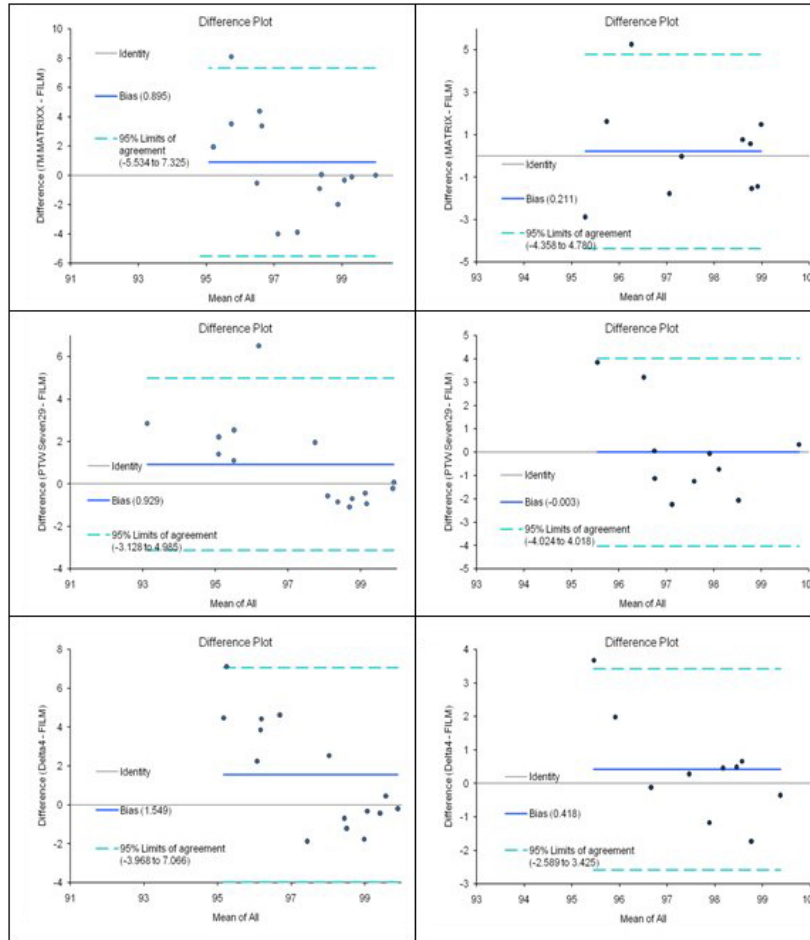 Difference Plot
10
8
6
4
2
0
-2
-4
-6
Difference (I'M MATRIXX - FILM)
Identity
Bias (0.895)
95% Limits of
agreement
(-5.534 to 7.325)
91 93 95 97 99
Mean of All
Difference Plot
5
3
1
-1
-3
-5
Difference (MATRIX - FILM)
Identity
Bias (0.211)
95% Limits of agreement
(-4.358 to 4.780)
93 94 95 96 97 98 99 10
Mean of All
Difference Plot
6
4
2
0
-2
-4
Difference (PTW Seven29 - FILM)
Identity
Bias (0.929)
95% Limits of agreement
(-3.128 to 4.985)
91 93 95 97 99
Mean of All
Difference Plot
5
4
3
2
1
0
-1
-2
-3
-4
-5
Difference (PTW Seven29 - FILM)
Identity
Bias (-0.003)
95% Limits of agreement
(-4.024 to 4.018)
93 94 95 96 97 98 99 10
Mean of All
Difference Plot
8
6
4
2
0
-2
-4
Difference (Delta4 - FILM)
Identity
Bias (1.549)
95% Limits of agreement
(-3.968 to 7.066)
91 93 95 97 99
Mean of All
Difference Plot
4
3
2
1
0
-1
-2
-3
Difference (Delta4 - FILM)
Identity
Bias (0.418)
95% Limits of agreement
(-2.589 to 3.425)
93 94 95 96 97 98 99 10
Mean of All